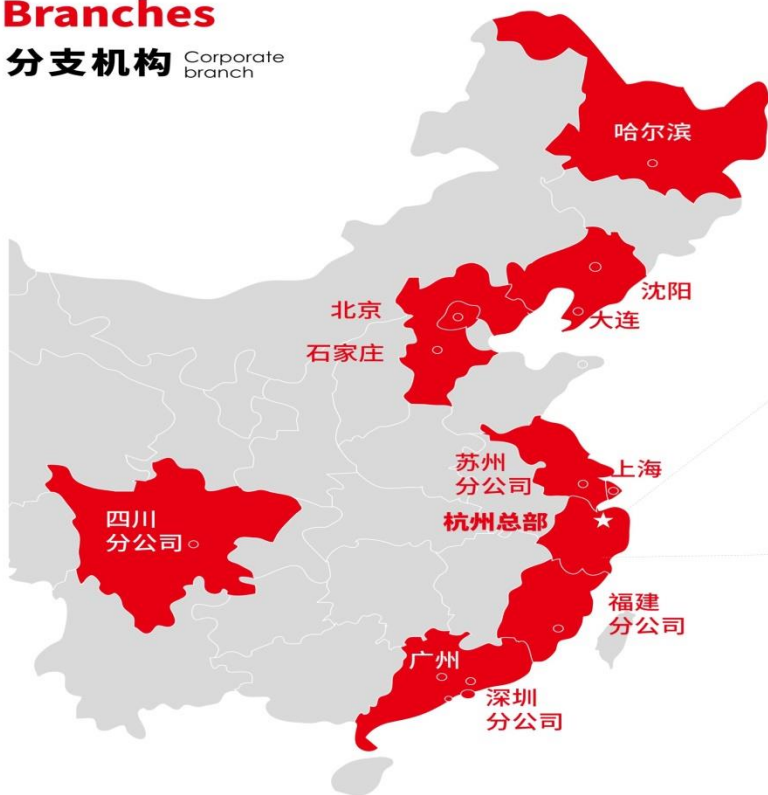 Branches
分支机构 Corporate
branch
哈尔滨
沈阳
北京
大连
石家庄
苏州
分公司
上海
四川
分公司
杭州总部
福建
分公司
广州
深圳
分公司